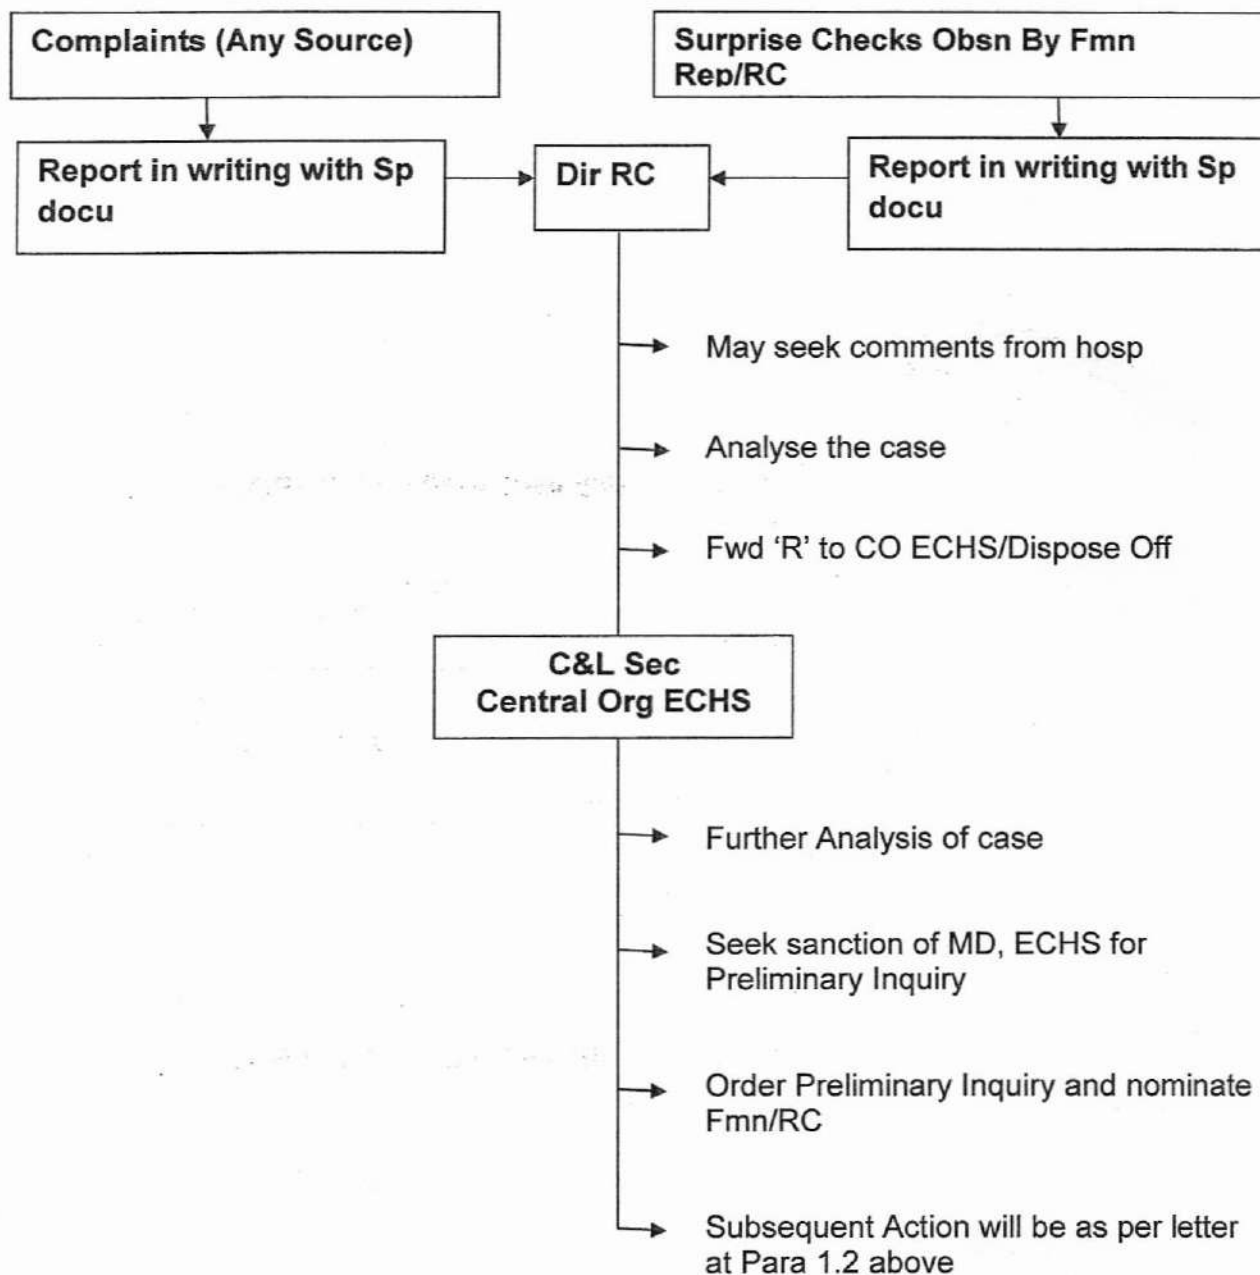 Complaints (Any Source)
Surprise Checks Obsn By Fmn
Rep/RC
Report in writing with Sp
docu
Dir RC
Report in writing with Sp
docu
May seek comments from hosp
Analyse the case
Fwd ‘R’ to CO ECHS/Dispose Off
C&L Sec
Central Org ECHS
Further Analysis of case
Seek sanction of MD, ECHS for
Preliminary Inquiry
Order Preliminary Inquiry and nominate
Fmn/RC
Subsequent Action will be as per letter
at Para 1.2 above